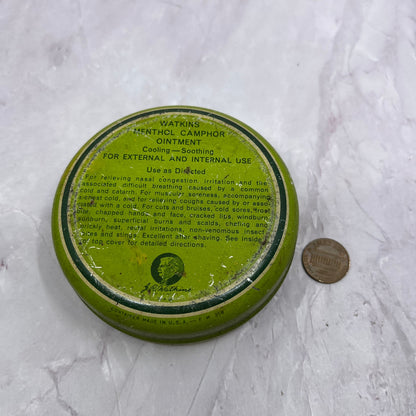 WATKINS
MENTHOL CAMPHOR
OINTMENT
Cooling—Soothing
FOR EXTERNAL AND INTERNAL USE
Use as Directed
For relieving nasal congestion, irritation and the
associated difficult breathing caused by a common
cold and catarrh. For muscular soreness, accompanying
a chest cold, and for relieving coughs caused by or asso-
ciated with a cold. For cuts and bruises, cold sores,
chapped hands and face, cracked lips, windburn,
sunburn, superficial burns and scalds, chafing and
prickly heat, rectal irritations, non-venomous insect
bites and stings. Excellent after shaving. See inside
top cover for detailed directions.
J.R. Watkins
MADE IN U.S.A.